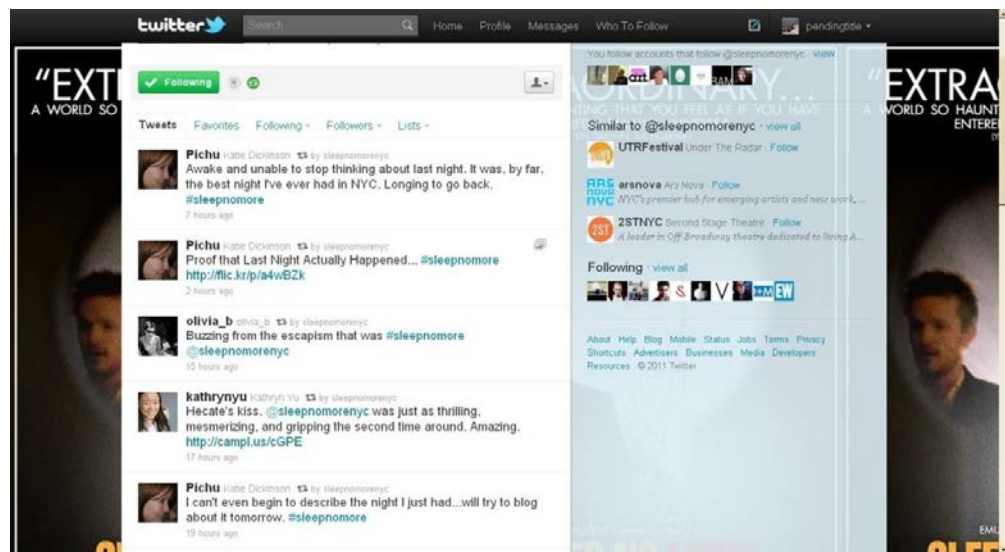 twitter
Search
Home Profile Messages Who To Follow
pendingtitle
"EXTRAORDINARY...
A WORLD SO
"EXTRA
A WORLD SO HAUNT
ENTERE
Following
Tweets Favorites Following Followers Lists
Pichu Katie Dickinson by sleepnomorenyc
Awake and unable to stop thinking about last night. It was, by far,
the best night I've ever had in NYC. Longing to go back.
#sleepnomore
7 hours ago
Pichu Katie Dickinson by sleepnomorenyc
Proof that Last Night Actually Happened... #sleepnomore
http://flic.kr/p/a4wBZk
2 hours ago
olivia_b olivia_b by sleepnomorenyc
Buzzing from the escapism that was #sleepnomore
@sleepnomorenyc
15 hours ago
kathrynyu Kathryn Yu by sleepnomorenyc
Hecate's kiss. @sleepnomorenyc was just as thrilling,
mesmerizing, and gripping the second time around. Amazing.
http://campl.us/cGPE
17 hours ago
Pichu Katie Dickinson by sleepnomorenyc
I can't even begin to describe the night I just had...will try to blog
about it tomorrow. #sleepnomore
19 hours ago
You follow accounts that follow @sleepnomorenyc · view
Similar to @sleepnomorenyc · view all
UTRFestival Under The Radar · Follow
ARS NOVA NYC
arsnova Ars Nova · Follow
NYC's premier hub for emerging artists and new work, ...
2ST
2STNYC Second Stage Theatre · Follow
A leader in Off-Broadway theatre dedicated to living A...
Following · view all
EW
About Help Blog Mobile Status Jobs Terms Privacy
Shortcuts Advertisers Businesses Media Developers
Resources © 2011 Twitter